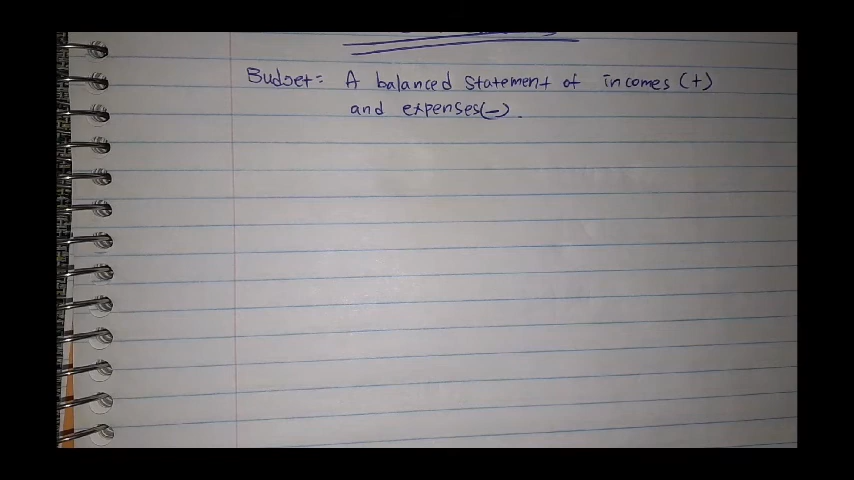 Budget: A balanced statement of incomes (+)
and expenses(-).